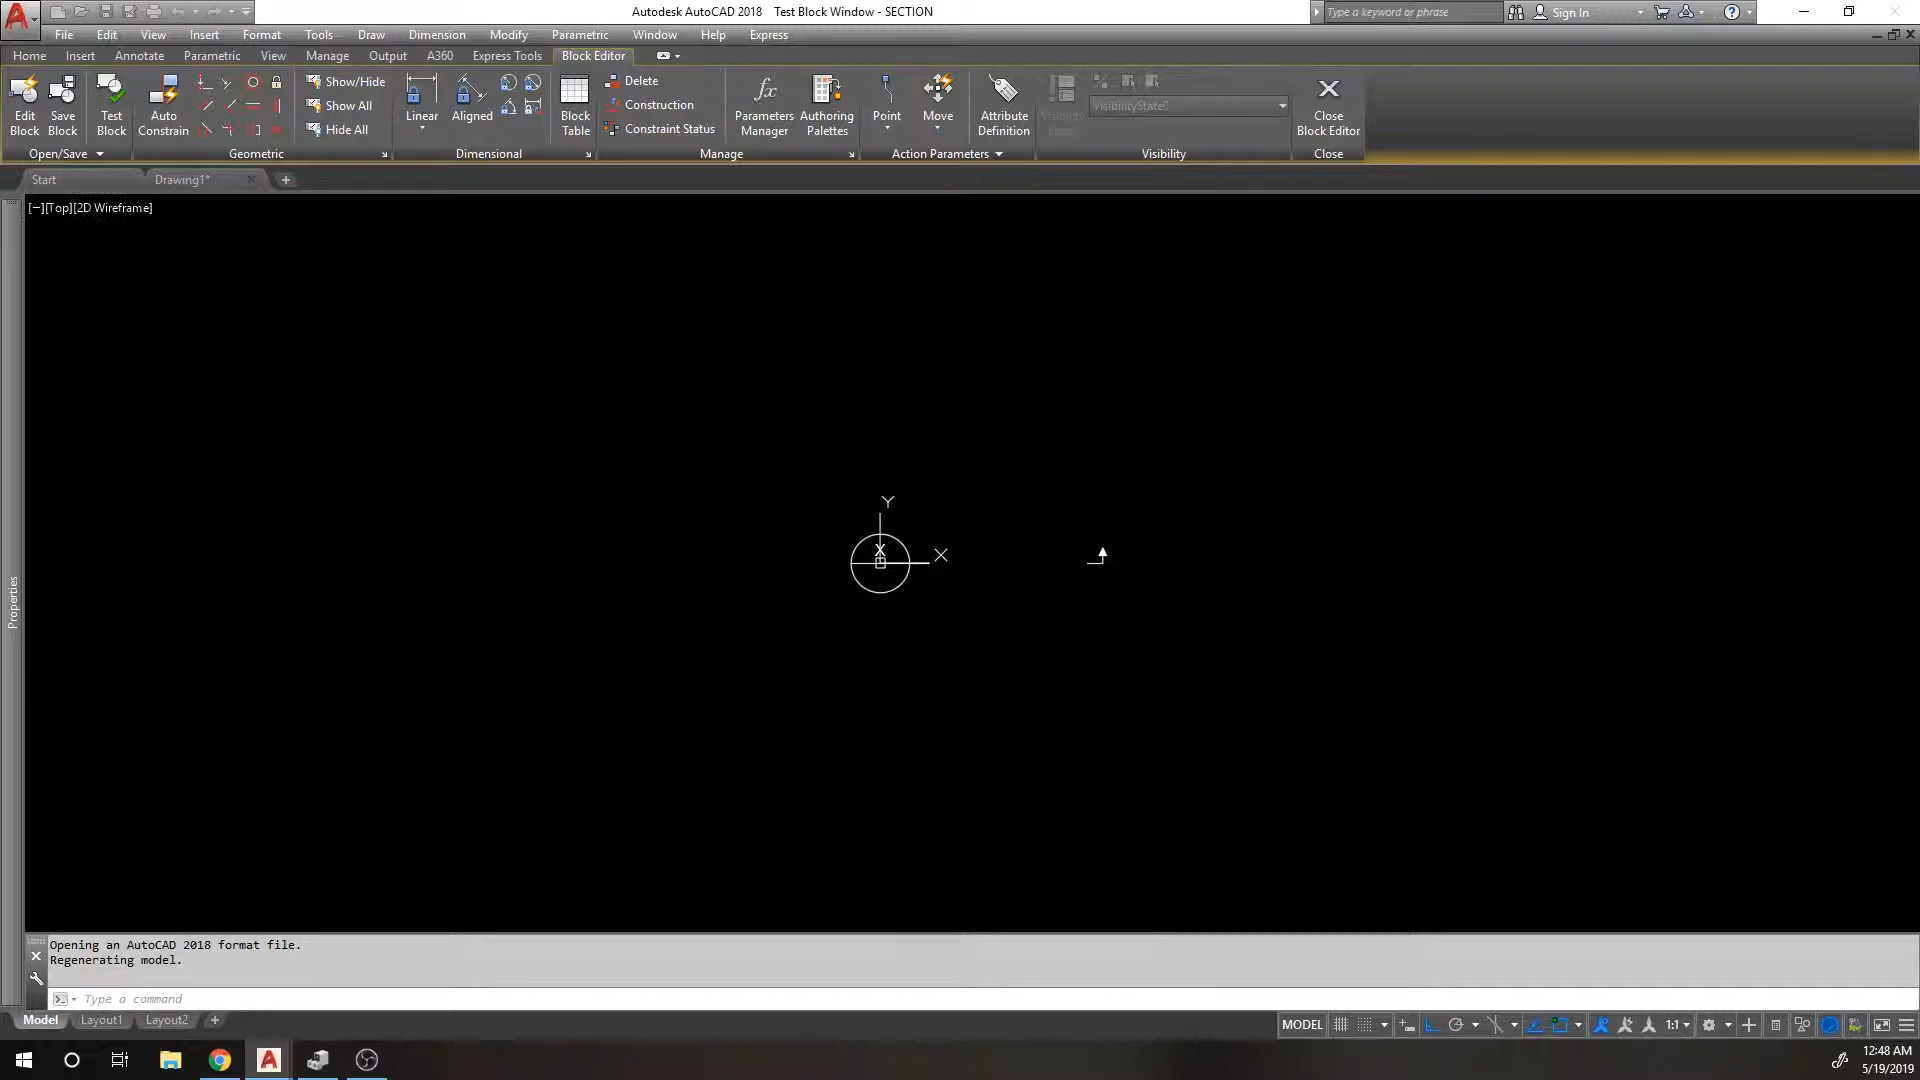 Autodesk AutoCAD 2018 Test Block Window - SECTION
Type a keyword or phrase
Sign In
File Edit View Insert Format Tools Draw Dimension Modify Parametric Window Help Express
Home Insert Annotate Parametric View Manage Output A360 Express Tools Block Editor
Edit Block
Save Block
Test Block
Auto Constrain
Show/Hide
Show All
Hide All
Linear
Aligned
Block Table
Delete
Construction
Constraint Status
fx
Parameters Manager
Authoring Palettes
Point
Move
Attribute Definition
VisibilityState0
Close Block Editor
Open/Save Geometric Dimensional Manage Action Parameters Visibility Close
Start Drawing1*
[−][Top][2D Wireframe]
Y
X
X
Properties
Opening an AutoCAD 2018 format file.
Regenerating model.
Type a command
Model Layout1 Layout2
MODEL 1:1
12:48 AM
5/19/2019